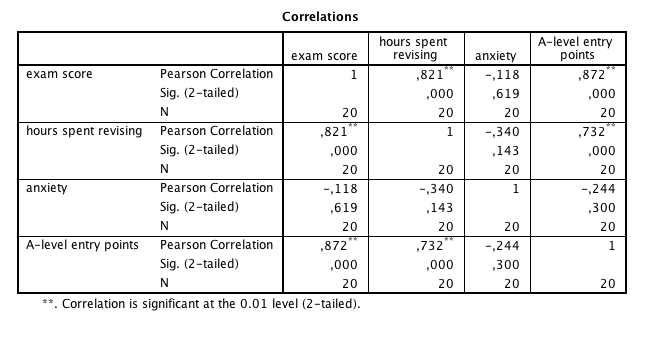 Correlations
exam score hours spent revising anxiety A-level entry points
exam score Pearson Correlation 1 ,821** -,118 ,872**
Sig. (2-tailed) ,000 ,619 ,000
N 20 20 20 20
hours spent revising Pearson Correlation ,821** 1 -,340 ,732**
Sig. (2-tailed) ,000 ,143 ,000
N 20 20 20 20
anxiety Pearson Correlation -,118 -,340 1 -,244
Sig. (2-tailed) ,619 ,143 ,300
N 20 20 20 20
A-level entry points Pearson Correlation ,872** ,732** -,244 1
Sig. (2-tailed) ,000 ,000 ,300
N 20 20 20 20
**. Correlation is significant at the 0.01 level (2-tailed).